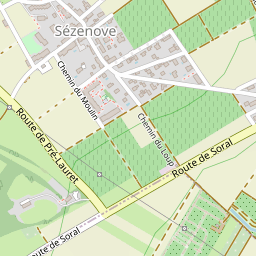 Sézenove
Chemin du Moulin
Chemin du Loup
Route de Pré-Lauret
Route de Soral
Route de Soral